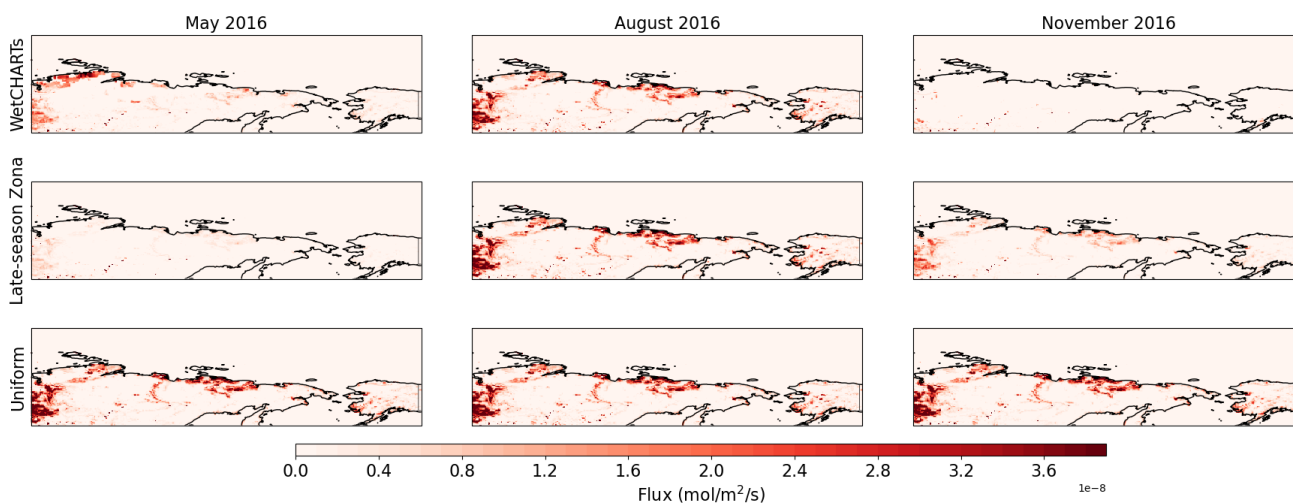 May 2016
August 2016
November 2016
WetCHARTs
Late-season Zona
Uniform
0.0 0.4 0.8 1.2 1.6 2.0 2.4 2.8 3.2 3.6
1e−8
Flux (mol/m²/s)